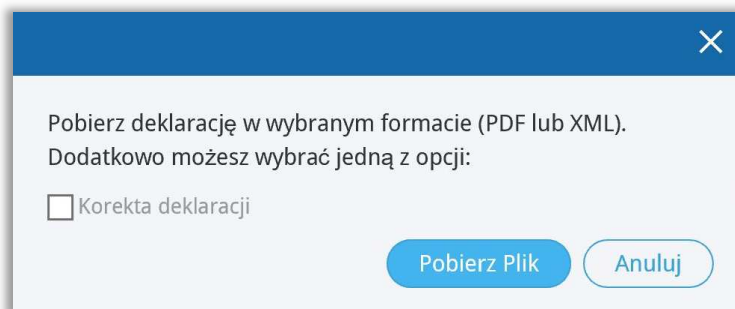 Pobierz deklarację w wybranym formacie (PDF lub XML).
Dodatkowo możesz wybrać jedną z opcji:
Korekta deklaracji
Pobierz Plik
Anuluj